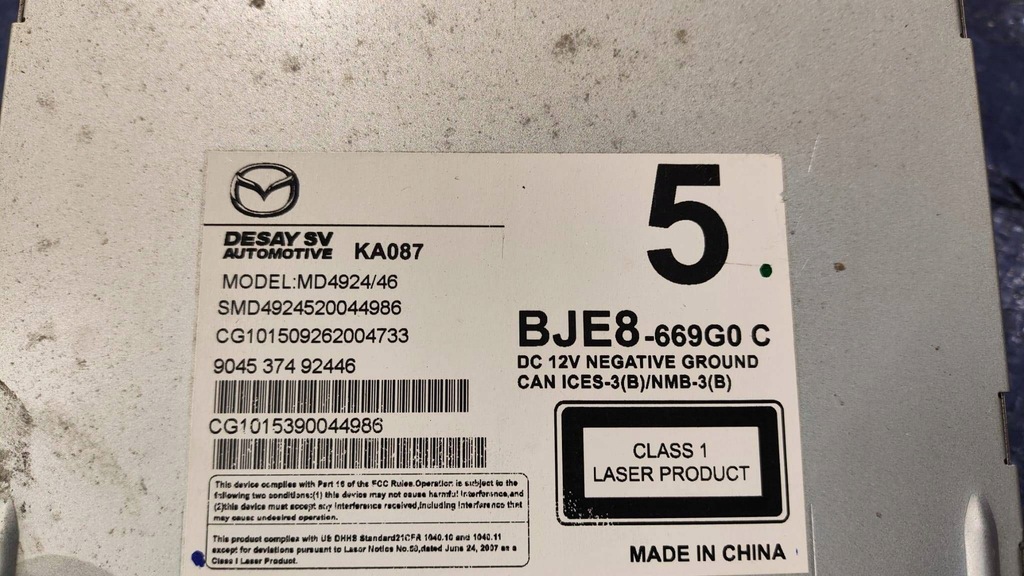 5
DESAY SV
AUTOMOTIVE KA087
MODEL:MD4924/46
SMD4924520044986
CG101509262004733
9045 374 92446
CG1015390044986
BJE8-669G0 C
DC 12V NEGATIVE GROUND
CAN ICES-3(B)/NMB-3(B)
CLASS 1
LASER PRODUCT
This device complies with Part 15 of the FCC Rules.Operation is subject to the
following two conditions:(1) this device may not cause harmful interference,and
(2)this device must accept any interference received,including interference that
may cause undesired operation.
This product complies with US DHHS Standard21CFR 1040.10 and 1040.11
except for deviations pursuant to Laser Notice No.50,dated June 24, 2007 as a
Class I Laser Product.
MADE IN CHINA